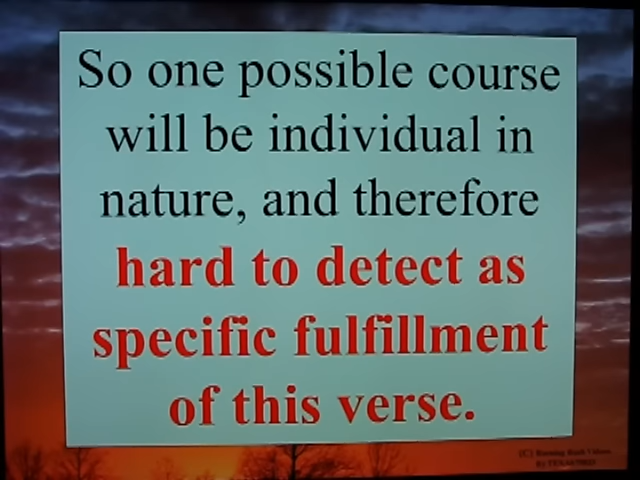 So one possible course
will be individual in
nature, and therefore
hard to detect as
specific fulfillment
of this verse.